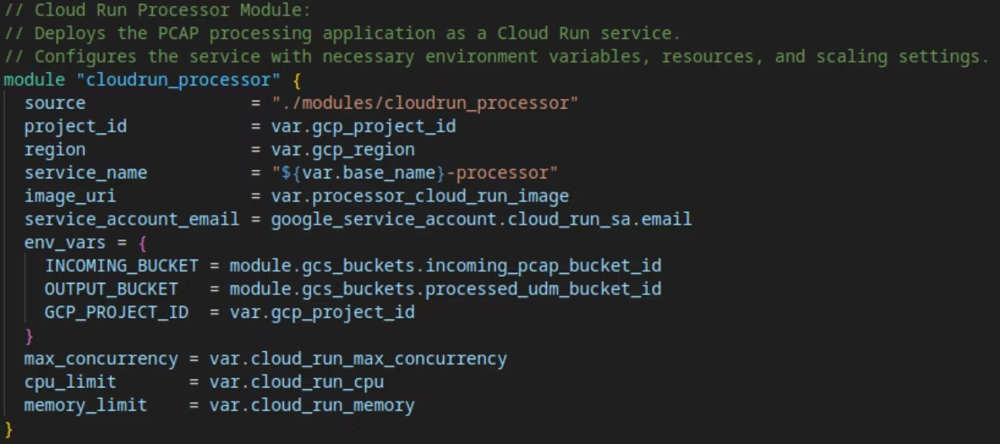 // Cloud Run Processor Module:
// Deploys the PCAP processing application as a Cloud Run service.
// Configures the service with necessary environment variables, resources, and scaling settings.
module "cloudrun_processor" {
  source                = "./modules/cloudrun_processor"
  project_id            = var.gcp_project_id
  region                = var.gcp_region
  service_name          = "${var.base_name}-processor"
  image_uri             = var.processor_cloud_run_image
  service_account_email = google_service_account.cloud_run_sa.email
  env_vars = {
    INCOMING_BUCKET = module.gcs_buckets.incoming_pcap_bucket_id
    OUTPUT_BUCKET   = module.gcs_buckets.processed_udm_bucket_id
    GCP_PROJECT_ID  = var.gcp_project_id
  }
  max_concurrency = var.cloud_run_max_concurrency
  cpu_limit       = var.cloud_run_cpu
  memory_limit    = var.cloud_run_memory
}